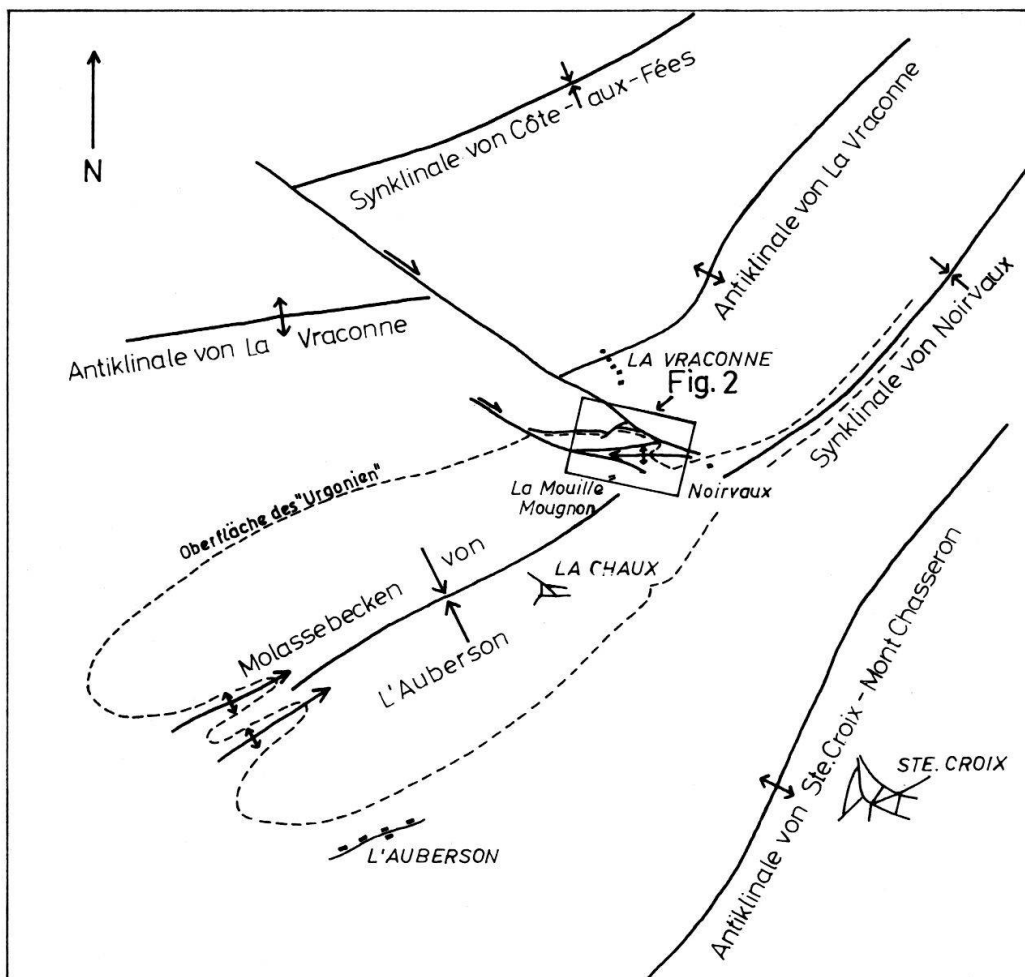 N
Synklinale von Côte-aux-Fées
Antiklinale von La Vraconne
Antiklinale von La Vraconne
Synklinale von Noirvaux
LA VRACONNE
Fig. 2
La Mouille
Mougnon
Noirvaux
Oberfläche des "Urgonien"
Molassebecken von
L'Auberson
LA CHAUX
L'AUBERSON
Antiklinale von Ste.Croix - Mont Chasseron
STE. CROIX